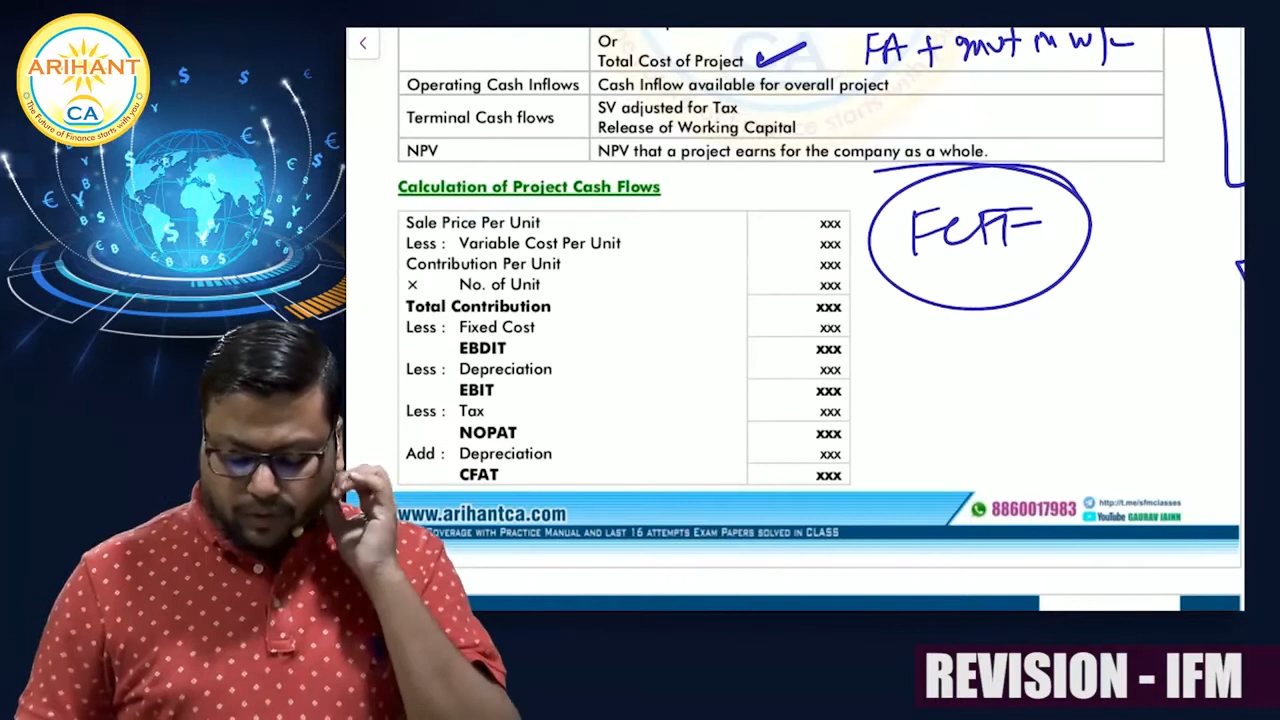 ARIHANT
The Future of Finance starts with you
CA
Or
Total Cost of Project
FA + invt in w/c
Operating Cash Inflows Cash Inflow available for overall project
Terminal Cash flows SV adjusted for Tax
Release of Working Capital
NPV NPV that a project earns for the company as a whole.
Calculation of Project Cash Flows
FCFF
Sale Price Per Unit xxx
Less : Variable Cost Per Unit xxx
Contribution Per Unit xxx
× No. of Unit xxx
Total Contribution xxx
Less : Fixed Cost xxx
EBDIT xxx
Less : Depreciation xxx
EBIT xxx
Less : Tax xxx
NOPAT xxx
Add : Depreciation xxx
CFAT xxx
www.arihantca.com
8860017983
http://t.me/sfmclasses
YouTube GAURAV JAINN
COVERAGE WITH PRACTICE MANUAL AND LAST 16 ATTEMPTS EXAM PAPERS SOLVED IN CLASS
REVISION - IFM